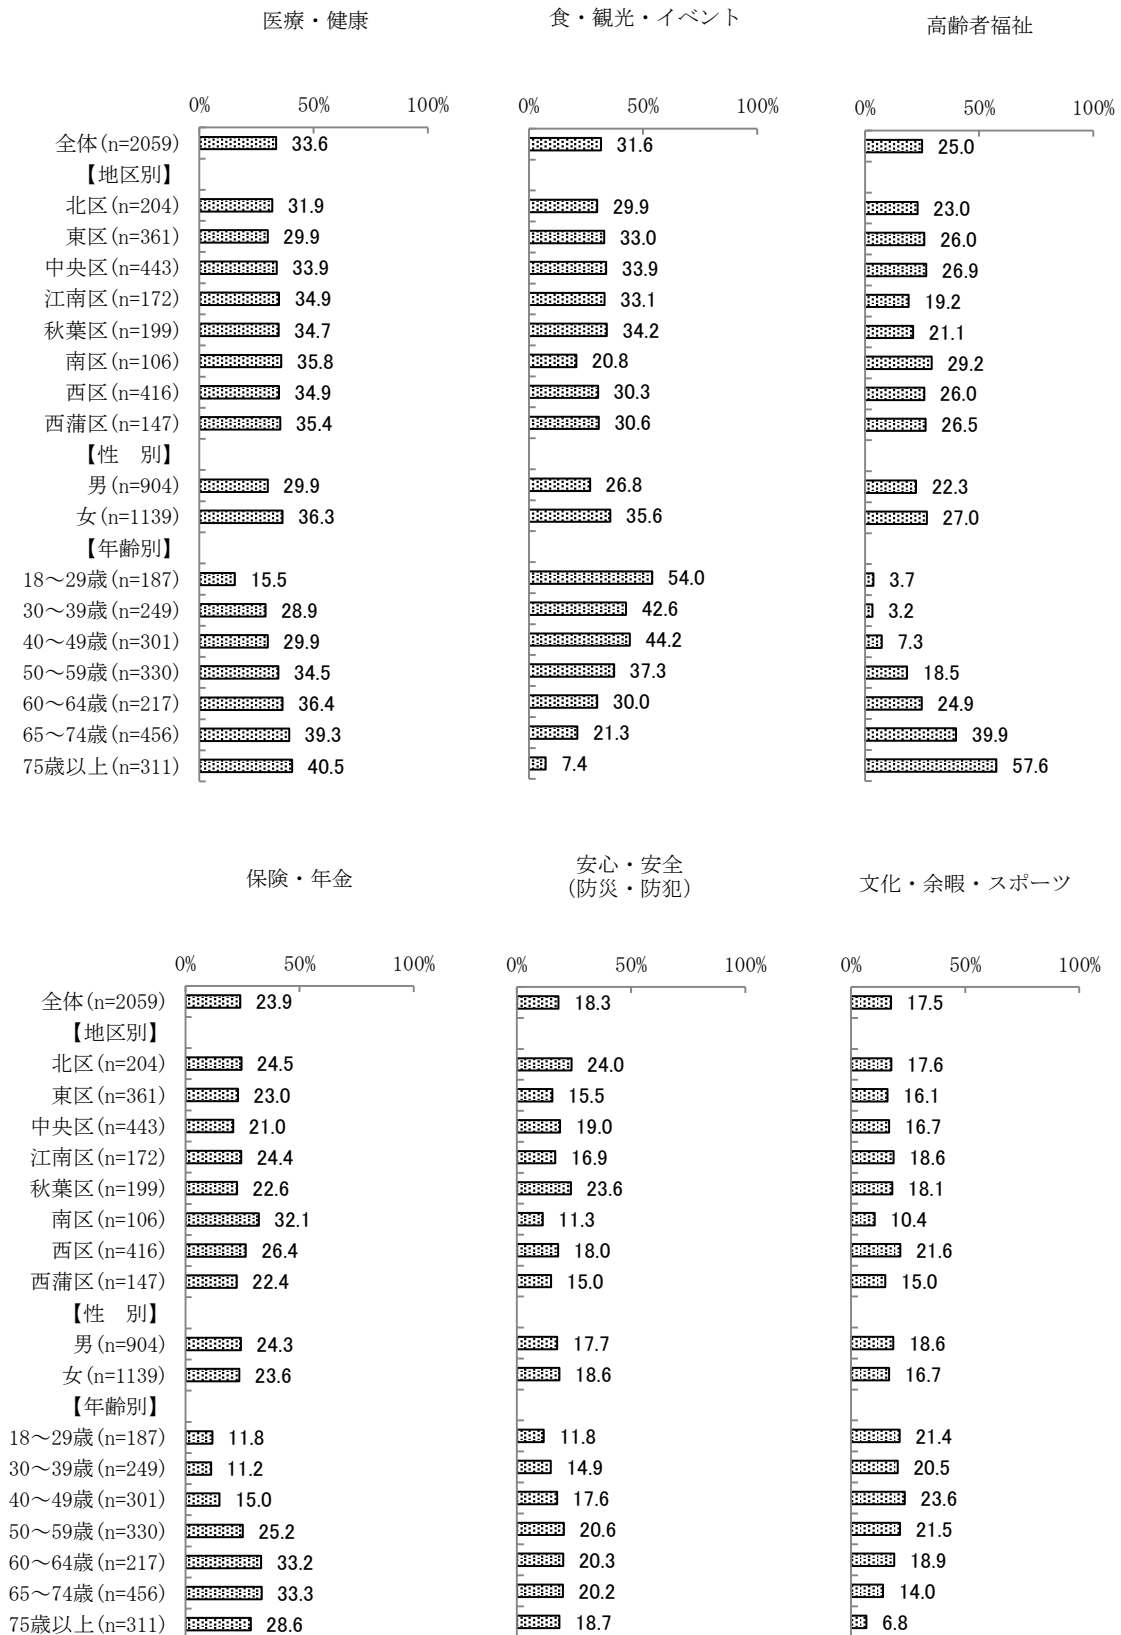 医療・健康
食・観光・イベント
高齢者福祉
0% 50% 100%
0% 50% 100%
0% 50% 100%
全体(n=2059) 33.6 31.6 25.0
【地区別】
北区(n=204) 31.9 29.9 23.0
東区(n=361) 29.9 33.0 26.0
中央区(n=443) 33.9 33.9 26.9
江南区(n=172) 34.9 33.1 19.2
秋葉区(n=199) 34.7 34.2 21.1
南区(n=106) 35.8 20.8 29.2
西区(n=416) 34.9 30.3 26.0
西蒲区(n=147) 35.4 30.6 26.5
【性　別】
男(n=904) 29.9 26.8 22.3
女(n=1139) 36.3 35.6 27.0
【年齢別】
18～29歳(n=187) 15.5 54.0 3.7
30～39歳(n=249) 28.9 42.6 3.2
40～49歳(n=301) 29.9 44.2 7.3
50～59歳(n=330) 34.5 37.3 18.5
60～64歳(n=217) 36.4 30.0 24.9
65～74歳(n=456) 39.3 21.3 39.9
75歳以上(n=311) 40.5 7.4 57.6
保険・年金
安心・安全
(防災・防犯)
文化・余暇・スポーツ
0% 50% 100%
0% 50% 100%
0% 50% 100%
全体(n=2059) 23.9 18.3 17.5
【地区別】
北区(n=204) 24.5 24.0 17.6
東区(n=361) 23.0 15.5 16.1
中央区(n=443) 21.0 19.0 16.7
江南区(n=172) 24.4 16.9 18.6
秋葉区(n=199) 22.6 23.6 18.1
南区(n=106) 32.1 11.3 10.4
西区(n=416) 26.4 18.0 21.6
西蒲区(n=147) 22.4 15.0 15.0
【性　別】
男(n=904) 24.3 17.7 18.6
女(n=1139) 23.6 18.6 16.7
【年齢別】
18～29歳(n=187) 11.8 11.8 21.4
30～39歳(n=249) 11.2 14.9 20.5
40～49歳(n=301) 15.0 17.6 23.6
50～59歳(n=330) 25.2 20.6 21.5
60～64歳(n=217) 33.2 20.3 18.9
65～74歳(n=456) 33.3 20.2 14.0
75歳以上(n=311) 28.6 18.7 6.8